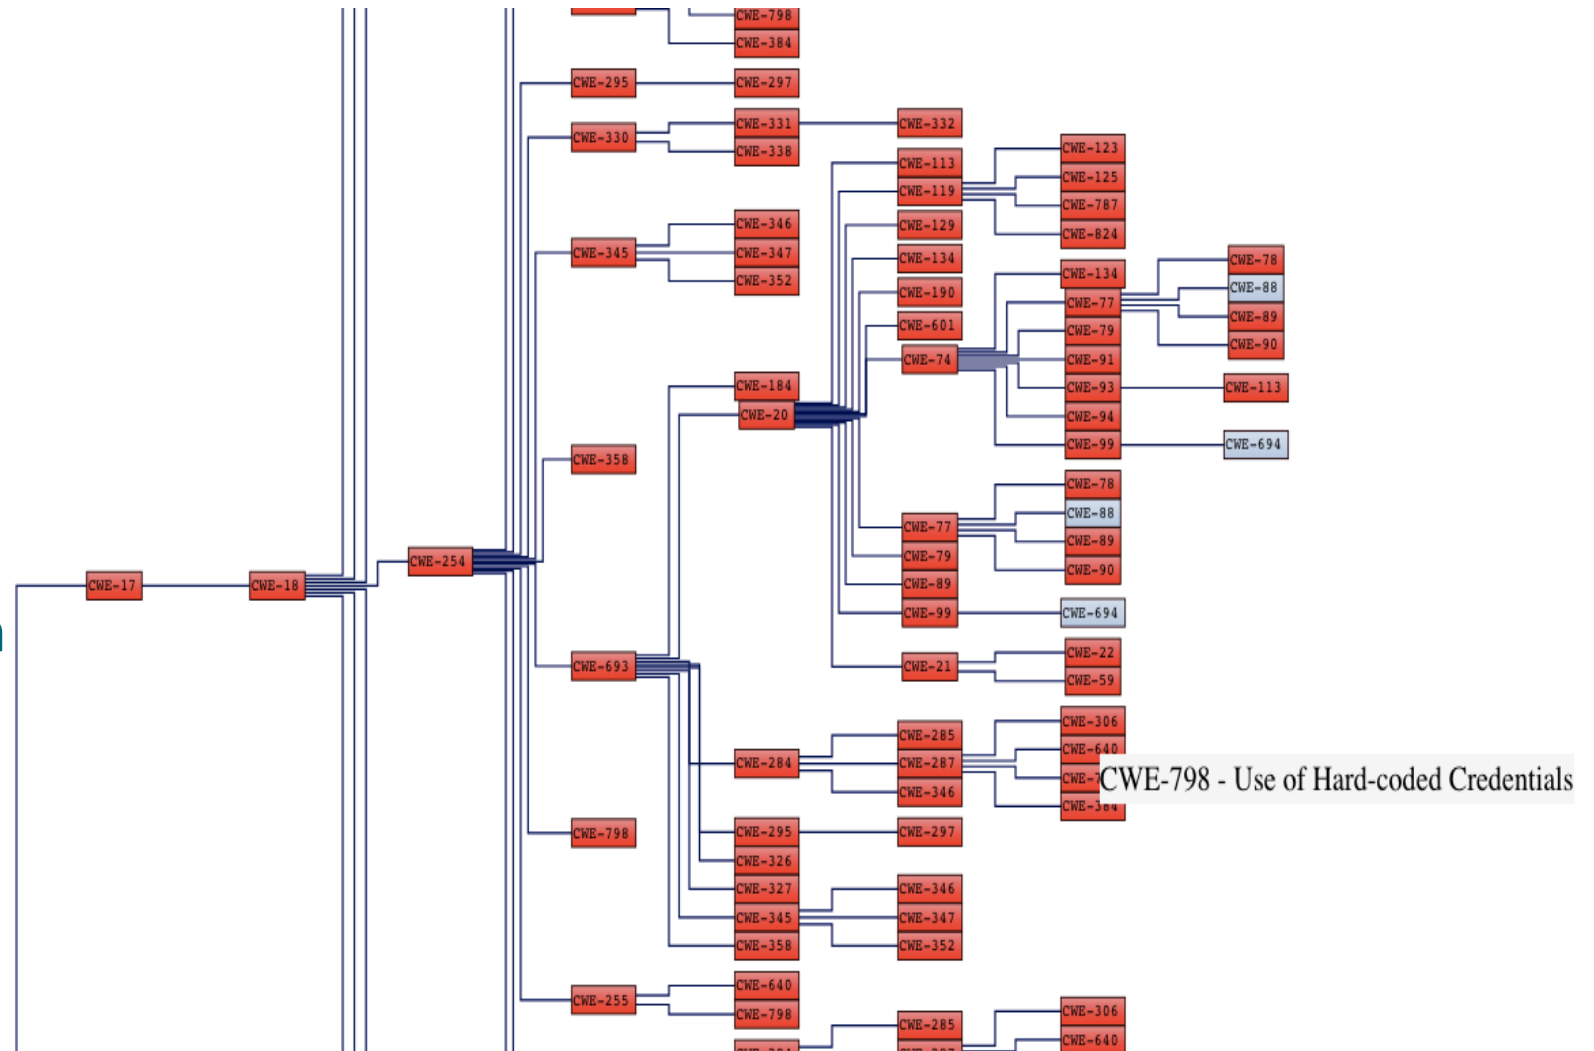 CWE-798
CWE-384
CWE-295
CWE-297
CWE-330
CWE-331
CWE-332
CWE-338
CWE-113
CWE-119
CWE-123
CWE-125
CWE-787
CWE-824
CWE-129
CWE-134
CWE-190
CWE-601
CWE-345
CWE-346
CWE-347
CWE-352
CWE-134
CWE-77
CWE-78
CWE-88
CWE-89
CWE-90
CWE-74
CWE-79
CWE-91
CWE-93
CWE-113
CWE-94
CWE-99
CWE-694
CWE-184
CWE-20
CWE-358
CWE-77
CWE-78
CWE-88
CWE-89
CWE-90
CWE-79
CWE-89
CWE-99
CWE-694
CWE-17
CWE-18
CWE-254
CWE-693
CWE-21
CWE-22
CWE-59
CWE-284
CWE-285
CWE-287
CWE-346
CWE-306
CWE-640
CWE-798 - Use of Hard-coded Credentials
CWE-384
CWE-798
CWE-295
CWE-297
CWE-326
CWE-327
CWE-345
CWE-346
CWE-347
CWE-352
CWE-358
CWE-255
CWE-640
CWE-798
CWE-285
CWE-306
CWE-640